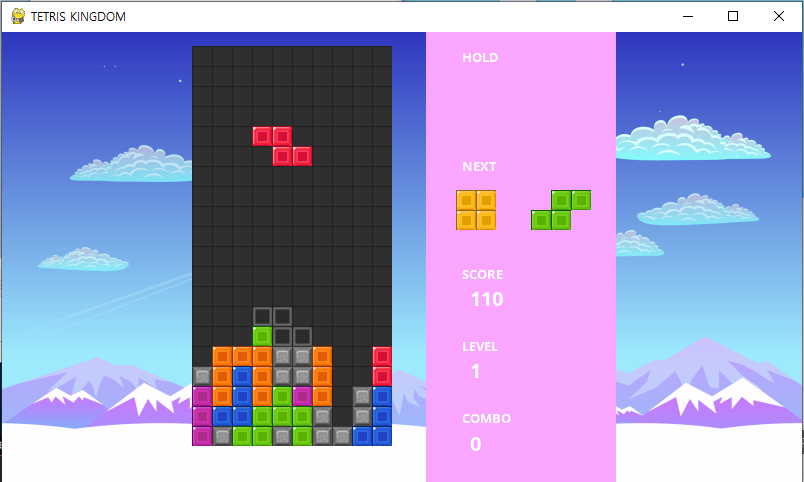 TETRIS KINGDOM
HOLD
NEXT
SCORE
110
LEVEL
1
COMBO
0